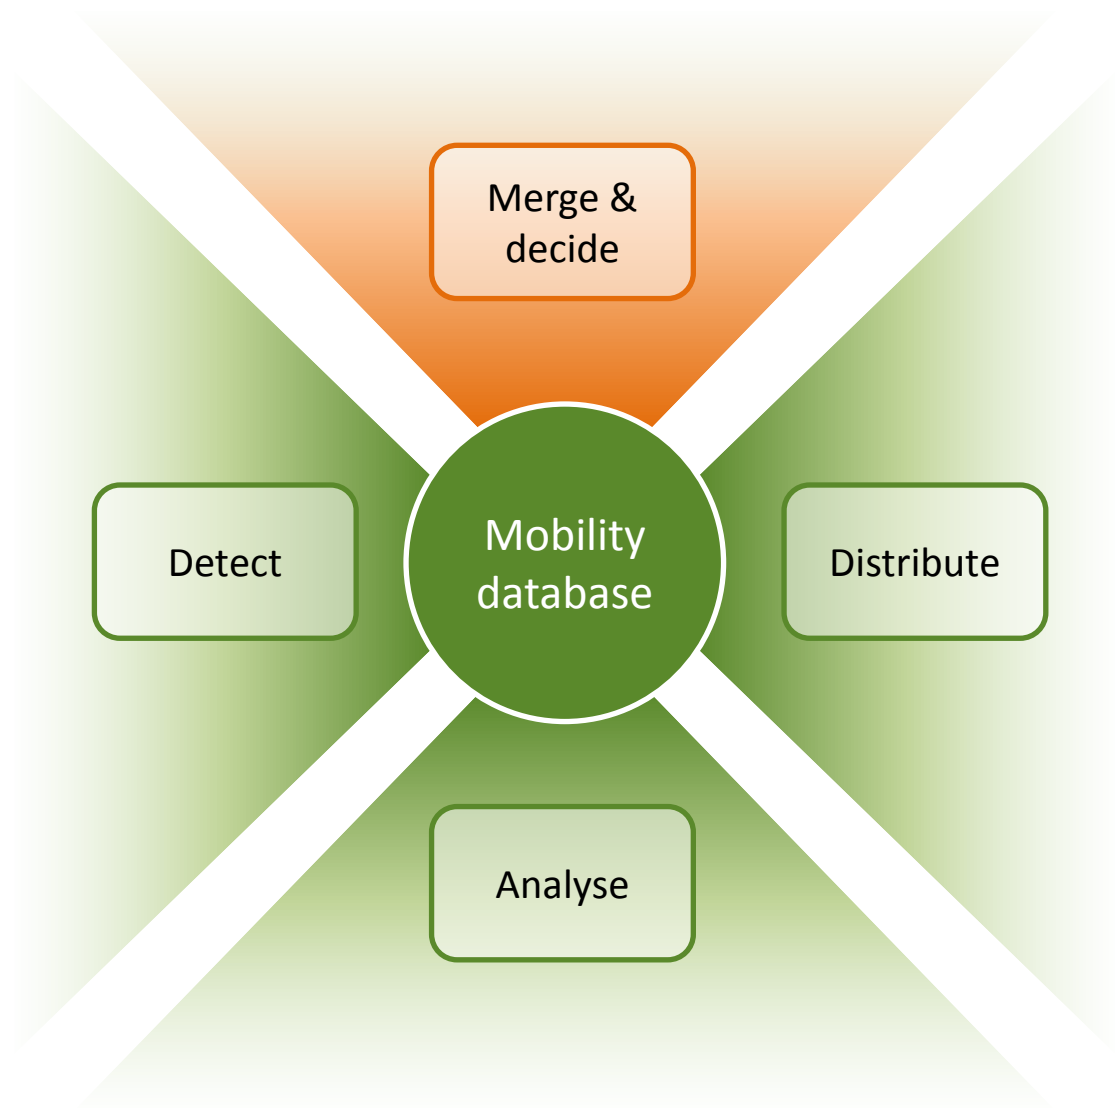 Merge &
decide
Detect
Mobility
database
Distribute
Analyse